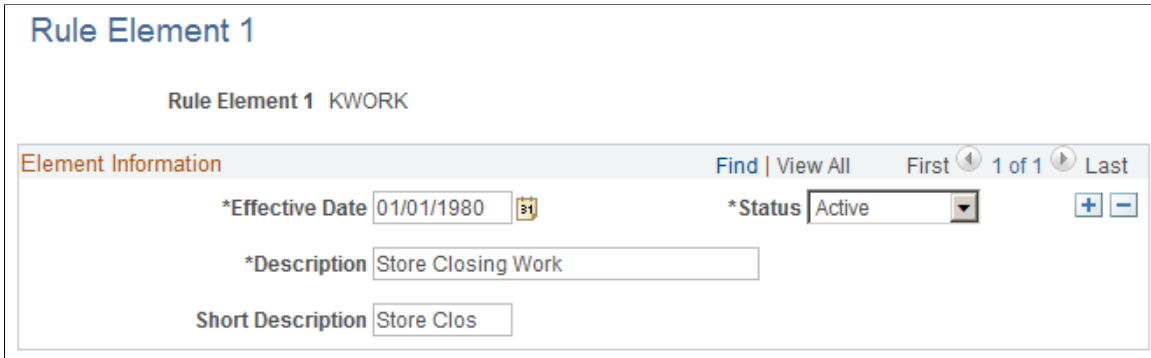 Rule Element 1
Rule Element 1 KWORK
Element Information Find | View All First 1 of 1 Last
*Effective Date 01/01/1980 31 *Status Active
*Description Store Closing Work
Short Description Store Clos